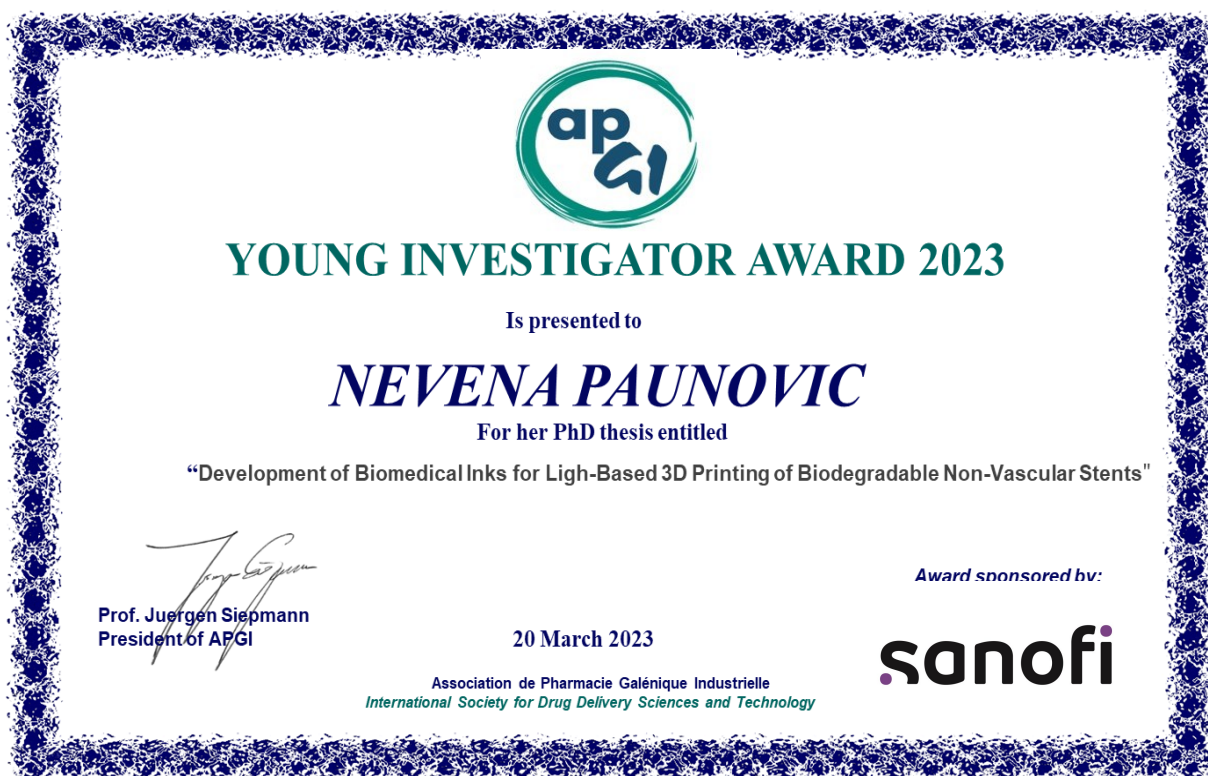 ap
GI
YOUNG INVESTIGATOR AWARD 2023
Is presented to
NEVENA PAUNOVIC
For her PhD thesis entitled
“Development of Biomedical Inks for Ligh-Based 3D Printing of Biodegradable Non-Vascular Stents"
Award sponsored by:
Prof. Juergen Siepmann
President of APGI
20 March 2023
sanofi
Association de Pharmacie Galénique Industrielle
International Society for Drug Delivery Sciences and Technology